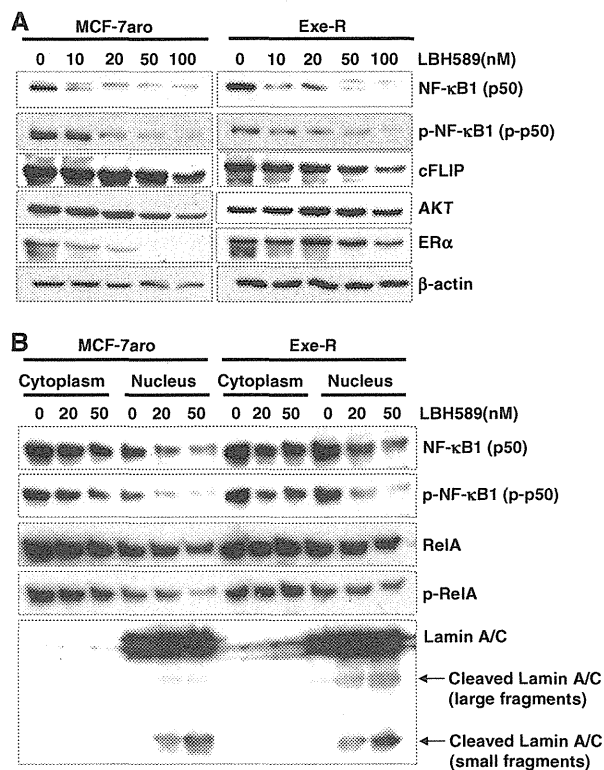 A
MCF-7aro Exe-R
0 10 20 50 100 0 10 20 50 100 LBH589(nM)
NF-κB1 (p50)
p-NF-κB1 (p-p50)
cFLIP
AKT
ERα
β-actin
B
MCF-7aro Exe-R
Cytoplasm Nucleus Cytoplasm Nucleus
0 20 50 0 20 50 0 20 50 0 20 50 LBH589(nM)
NF-κB1 (p50)
p-NF-κB1 (p-p50)
RelA
p-RelA
Lamin A/C
Cleaved Lamin A/C
(large fragments)
Cleaved Lamin A/C
(small fragments)